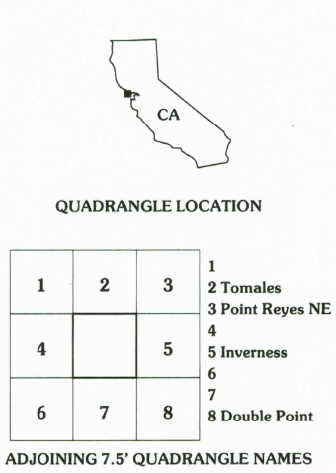 CA
QUADRANGLE LOCATION
1 2 3
4 5
6 7 8
1
2 Tomales
3 Point Reyes NE
4
5 Inverness
6
7
8 Double Point
ADJOINING 7.5' QUADRANGLE NAMES